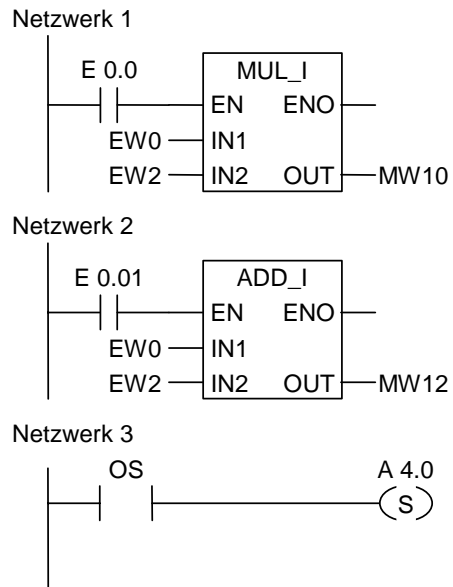 Netzwerk 1
E 0.0
MUL_I
EN ENO
EW0 IN1
EW2 IN2 OUT MW10
Netzwerk 2
E 0.01
ADD_I
EN ENO
EW0 IN1
EW2 IN2 OUT MW12
Netzwerk 3
OS A 4.0
S